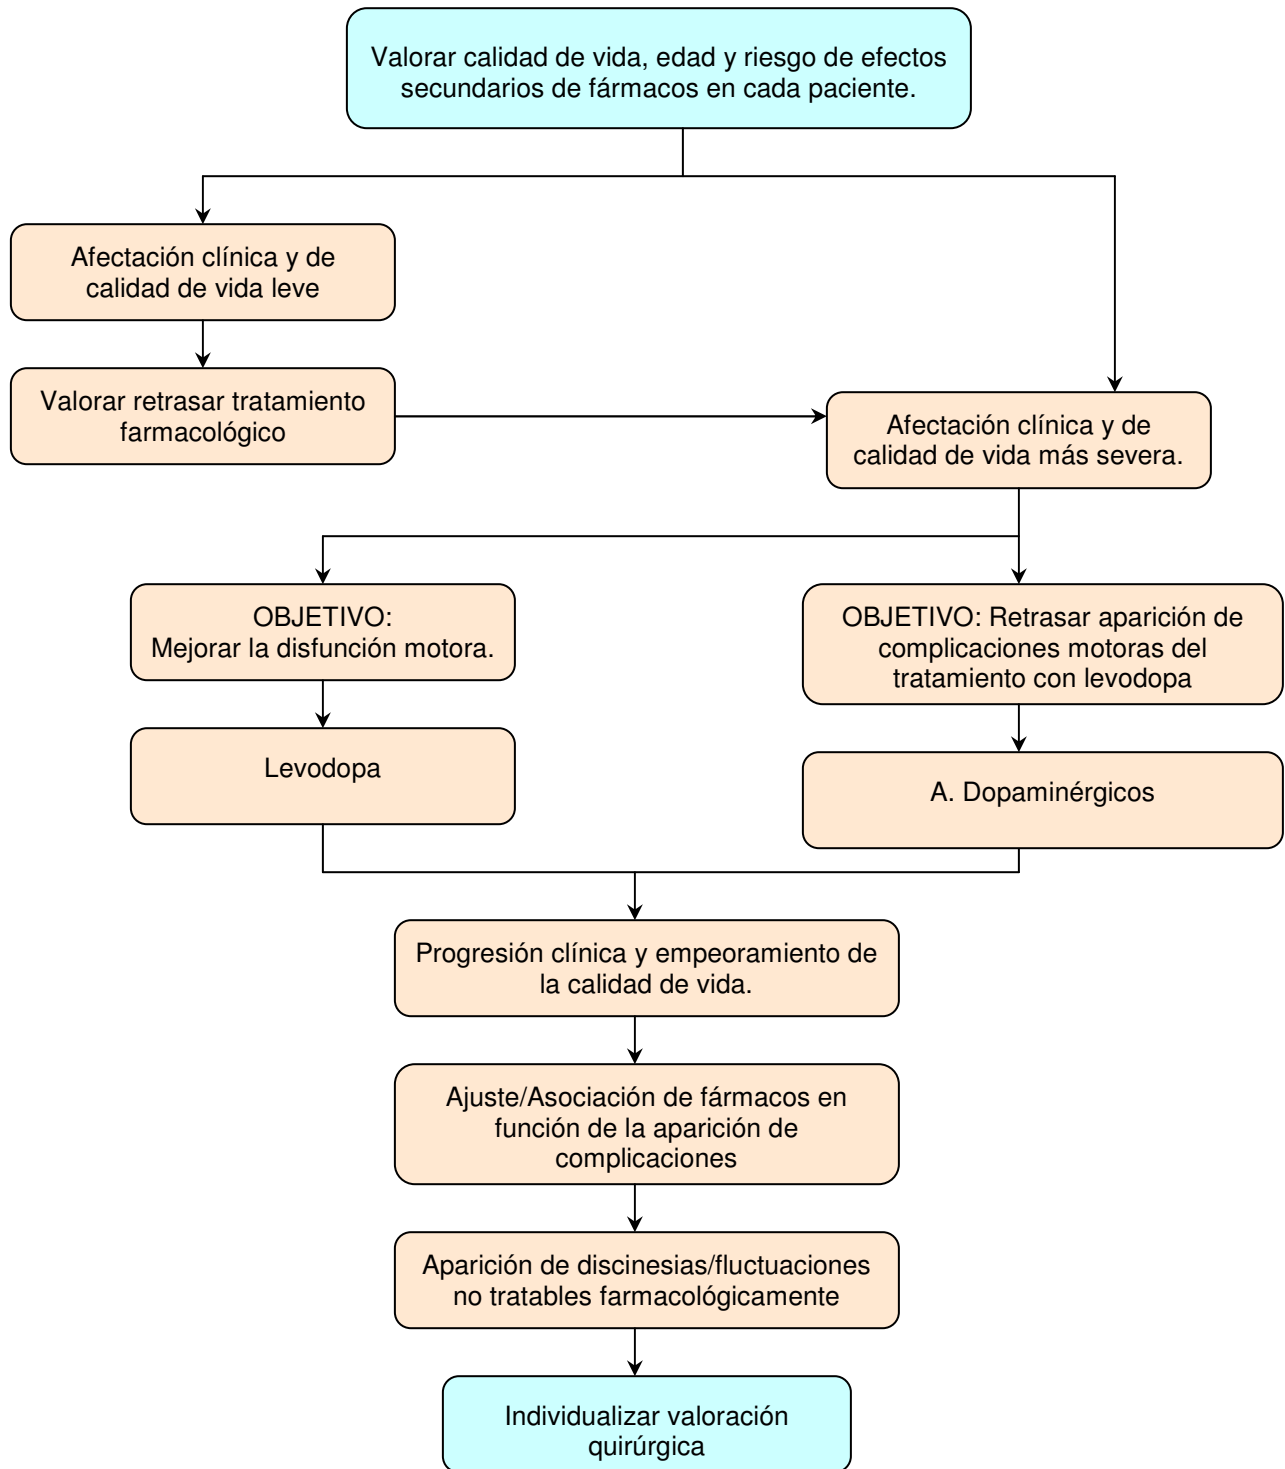 Valorar calidad de vida, edad y riesgo de efectos
secundarios de fármacos en cada paciente.
Afectación clínica y de
calidad de vida leve
Valorar retrasar tratamiento
farmacológico
Afectación clínica y de
calidad de vida más severa.
OBJETIVO:
Mejorar la disfunción motora.
OBJETIVO: Retrasar aparición de
complicaciones motoras del
tratamiento con levodopa
Levodopa
A. Dopaminérgicos
Progresión clínica y empeoramiento de
la calidad de vida.
Ajuste/Asociación de fármacos en
función de la aparición de
complicaciones
Aparición de discinesias/fluctuaciones
no tratables farmacológicamente
Individualizar valoración
quirúrgica